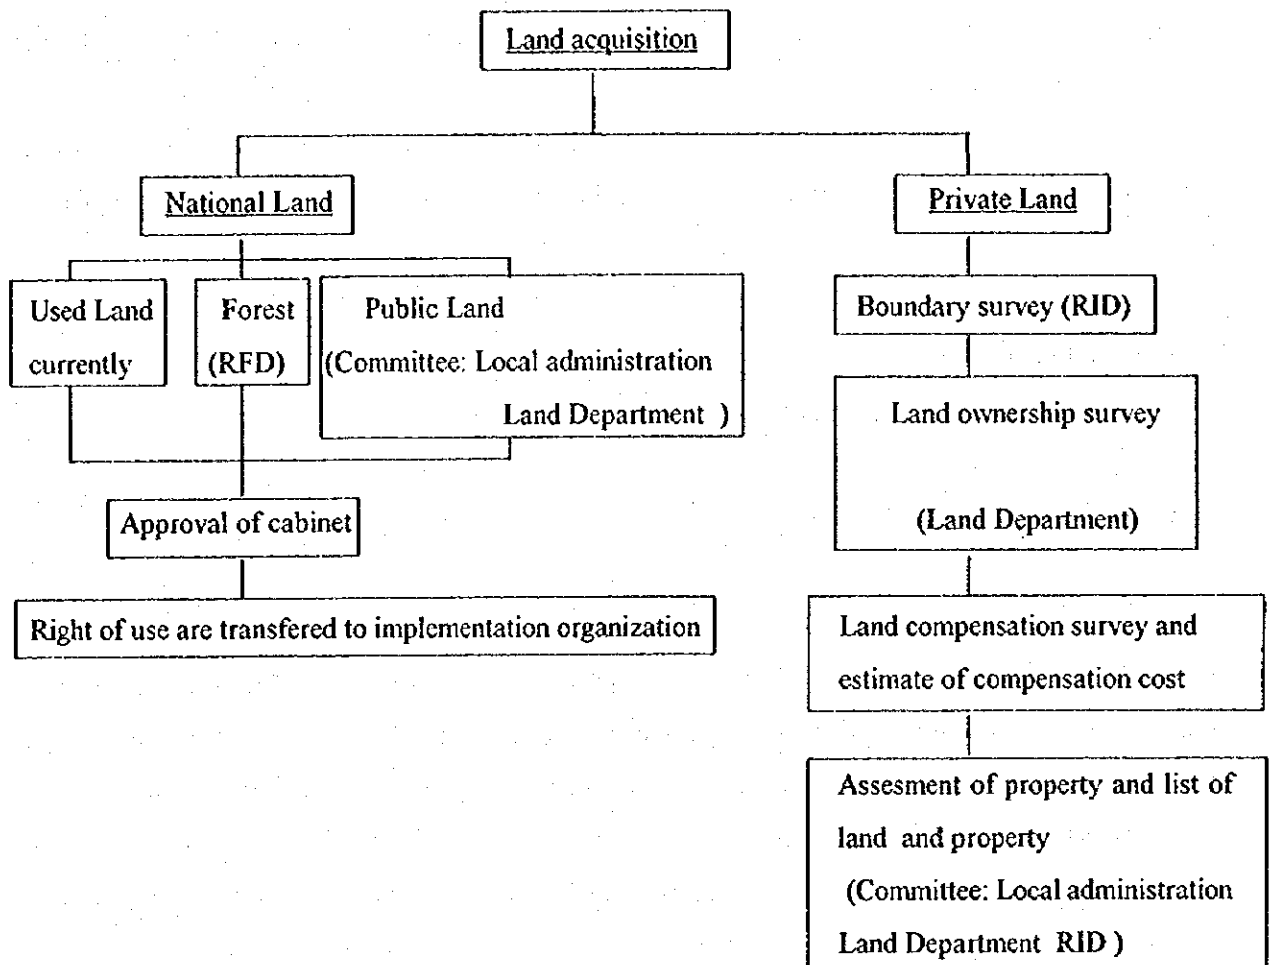 Land acquisition
National Land
Private Land
Used Land
currently
Forest
(RFD)
Public Land
(Committee: Local administration
Land Department )
Boundary survey (RID)
Land ownership survey
(Land Department)
Approval of cabinet
Right of use are transfered to implementation organization
Land compensation survey and
estimate of compensation cost
Assesment of property and list of
land and property
(Committee: Local administration
Land Department RID )